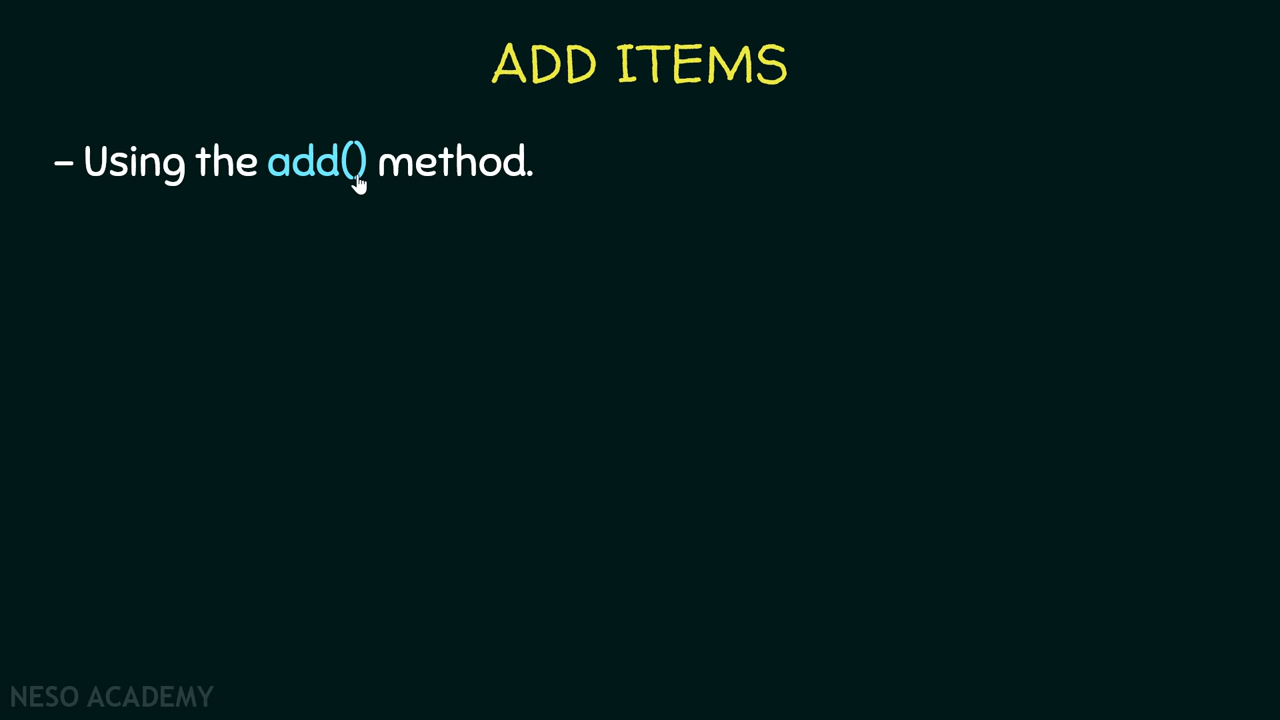 ADD ITEMS
– Using the add() method.
NESO ACADEMY